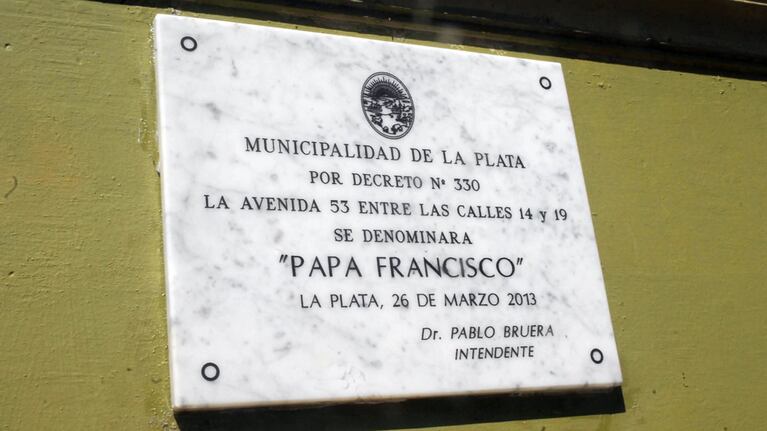 MUNICIPALIDAD DE LA PLATA
POR DECRETO Nº 330
LA AVENIDA 53 ENTRE LAS CALLES 14 y 19
SE DENOMINARA
"PAPA FRANCISCO"
LA PLATA, 26 DE MARZO 2013
Dr. PABLO BRUERA
INTENDENTE